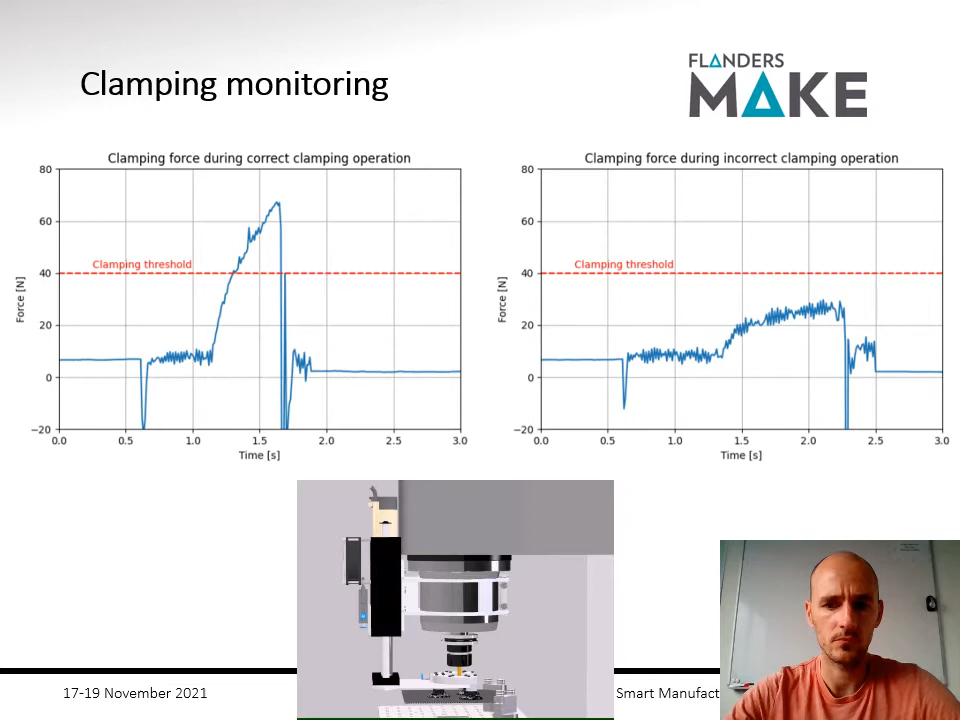 Clamping monitoring
FLANDERS
MAKE
Clamping force during correct clamping operation
80
60
40
20
0
−20
Force [N]
Clamping threshold
0.0 0.5 1.0 1.5 2.0 2.5 3.0
Time [s]
Clamping force during incorrect clamping operation
80
60
40
20
0
−20
Force [N]
Clamping threshold
0.0 0.5 1.0 1.5 2.0 2.5 3.0
Time [s]
17-19 November 2021
Smart Manufact